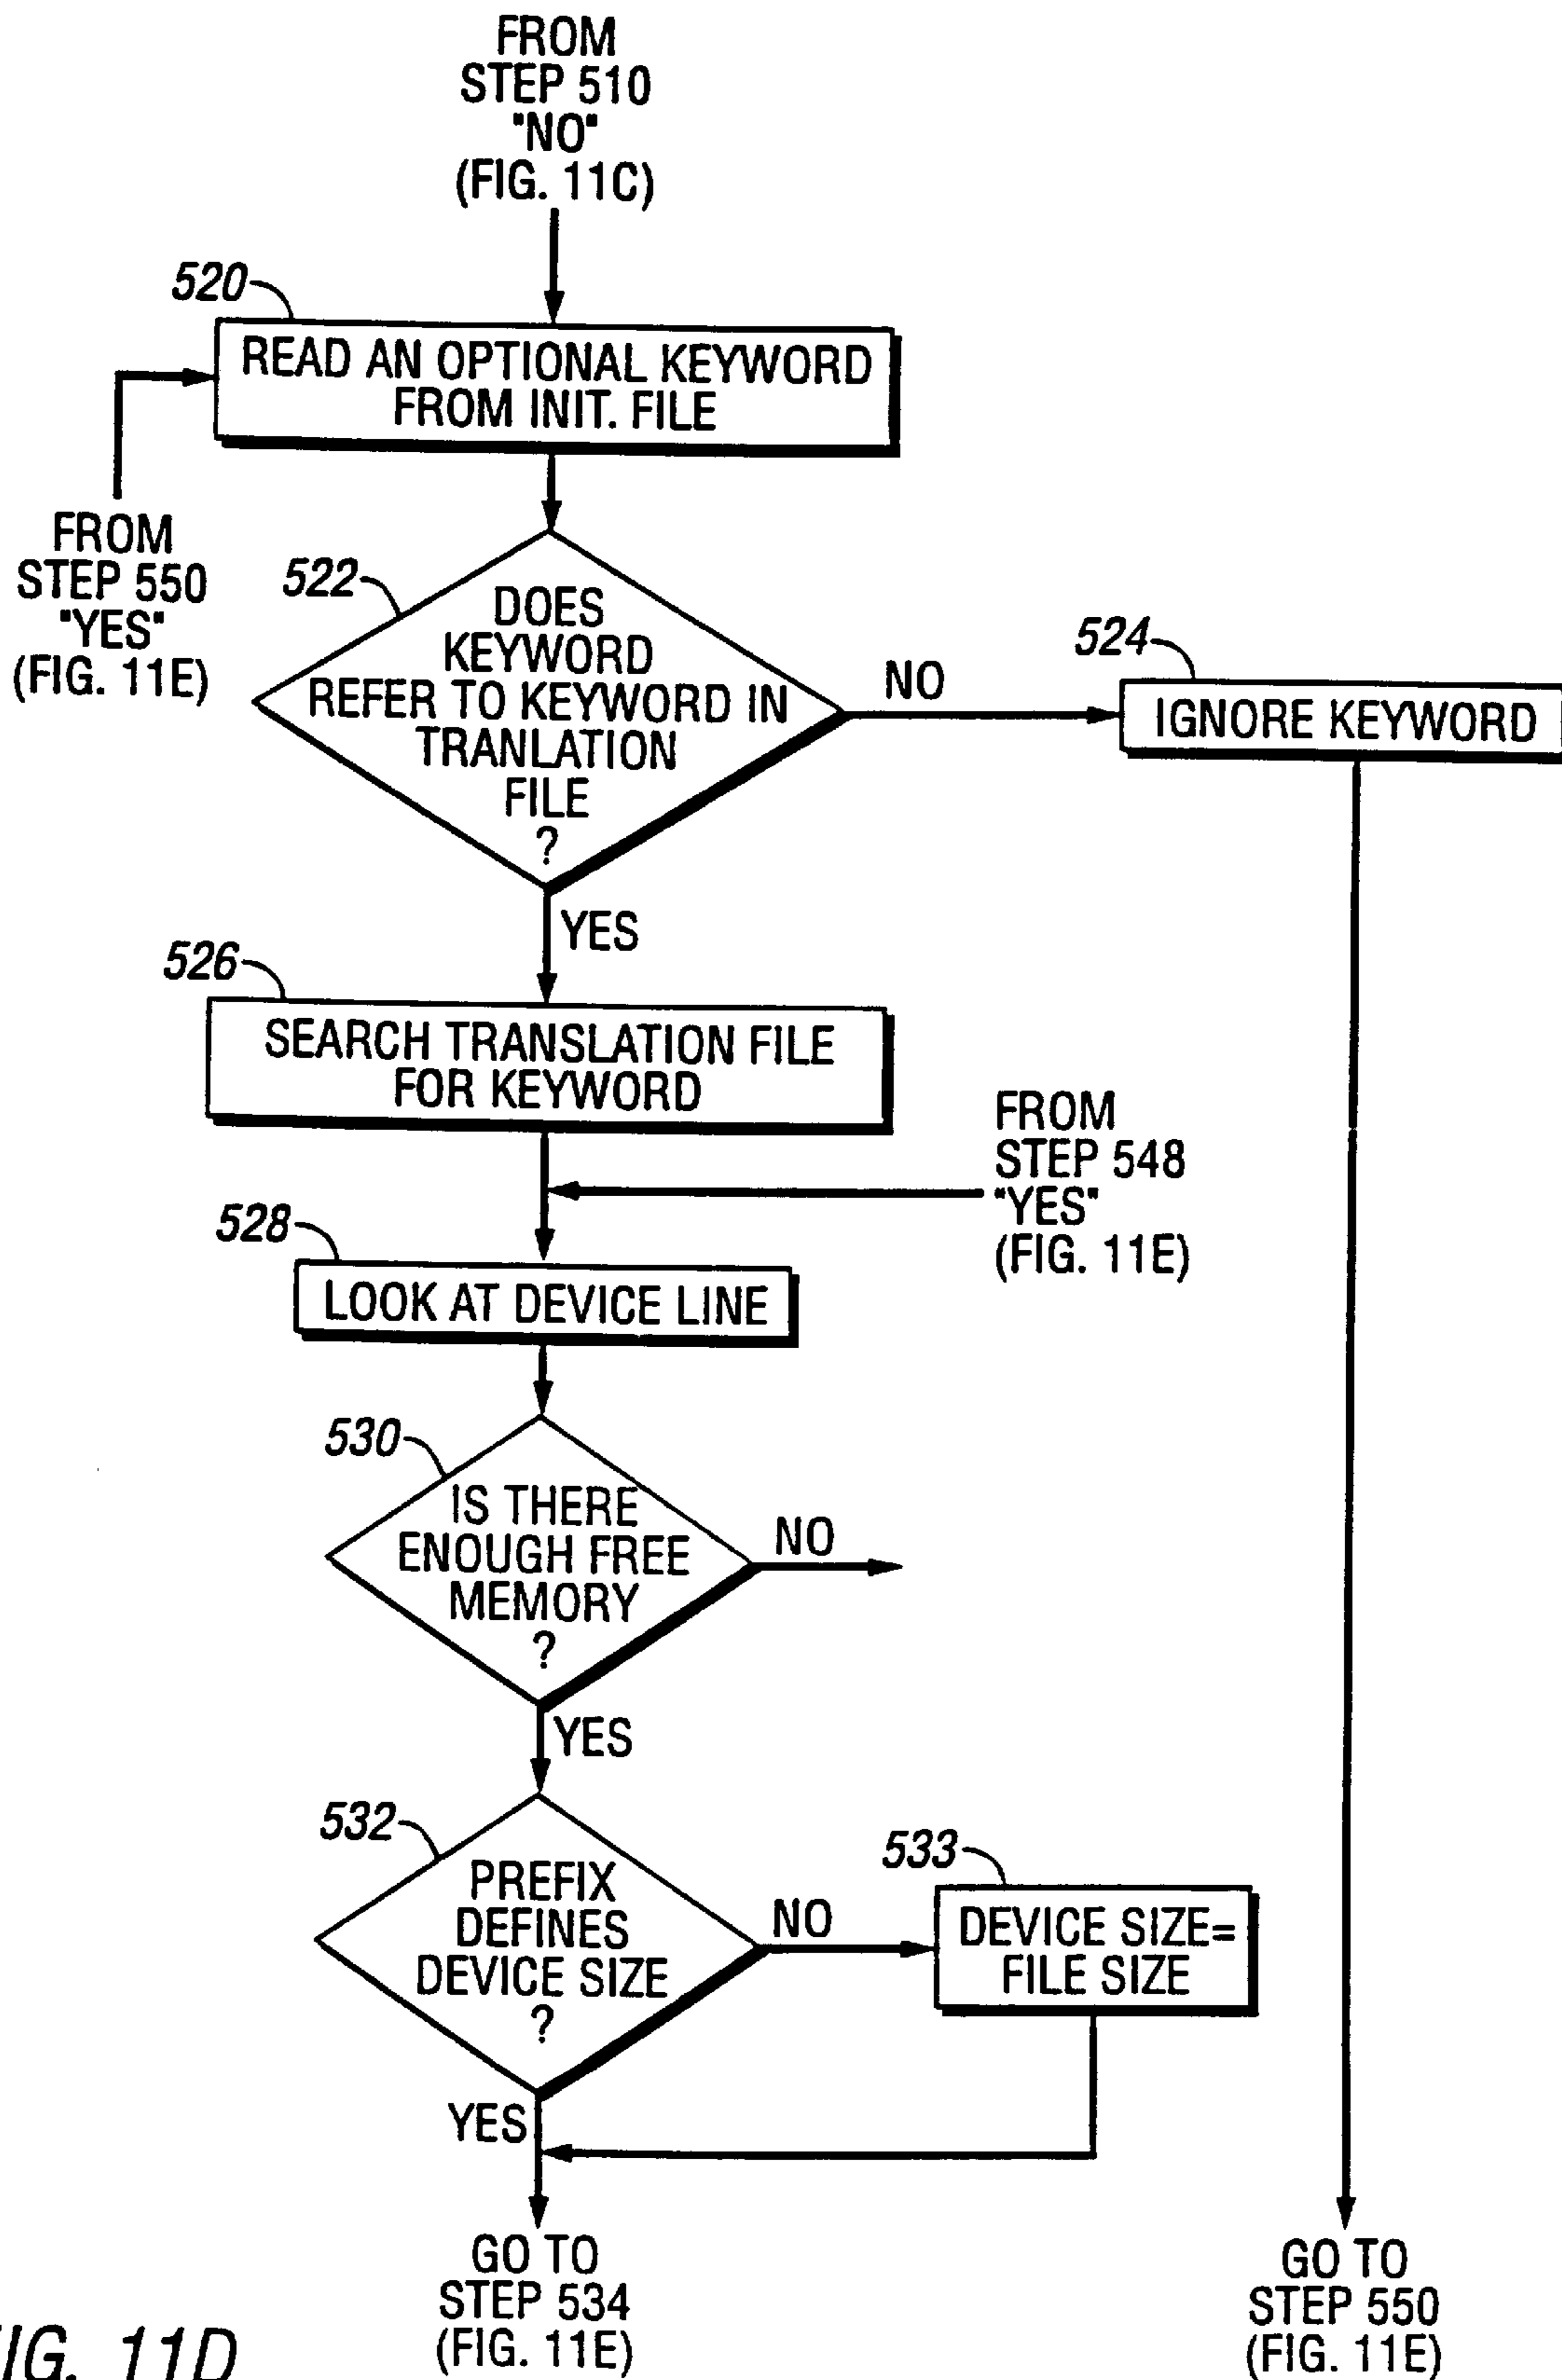 FROM
STEP 510
"NO"
(FIG. 11C)
520
READ AN OPTIONAL KEYWORD
FROM INIT. FILE
FROM
STEP 550
"YES"
(FIG. 11E)
522
DOES
KEYWORD
REFER TO KEYWORD IN
TRANLATION
FILE
?
NO
524
IGNORE KEYWORD
YES
526
SEARCH TRANSLATION FILE
FOR KEYWORD
FROM
STEP 548
"YES"
(FIG. 11E)
528
LOOK AT DEVICE LINE
530
IS THERE
ENOUGH FREE
MEMORY
?
NO
YES
532
PREFIX
DEFINES
DEVICE SIZE
?
NO
533
DEVICE SIZE=
FILE SIZE
YES
GO TO
STEP 534
(FIG. 11E)
GO TO
STEP 550
(FIG. 11E)
IG. 11D